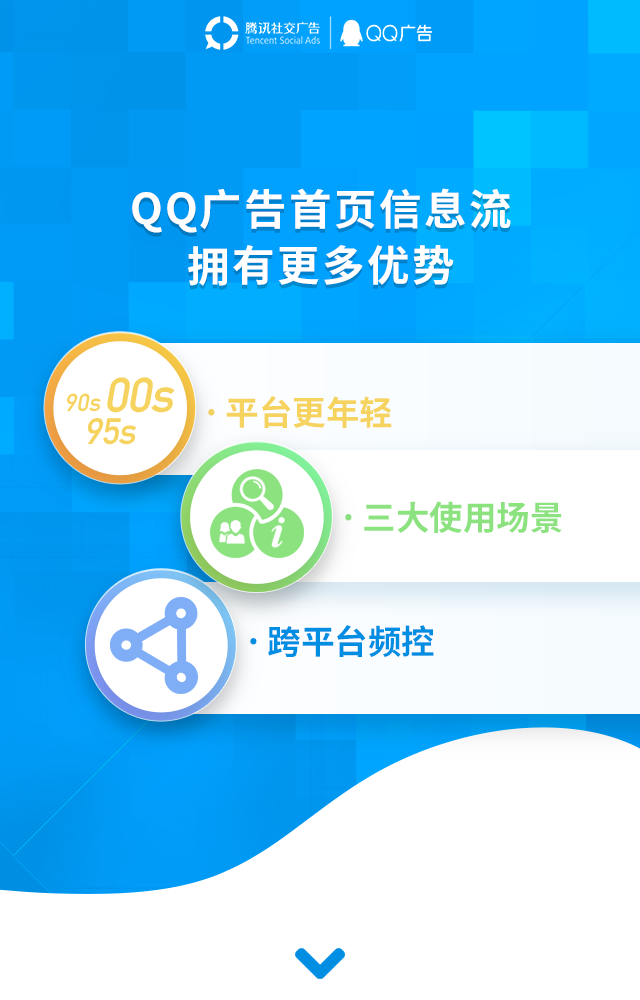 腾讯社交广告
Tencent Social Ads
QQ广告
QQ广告首页信息流
拥有更多优势
90s 00s
95s
· 平台更年轻
i
· 三大使用场景
· 跨平台频控